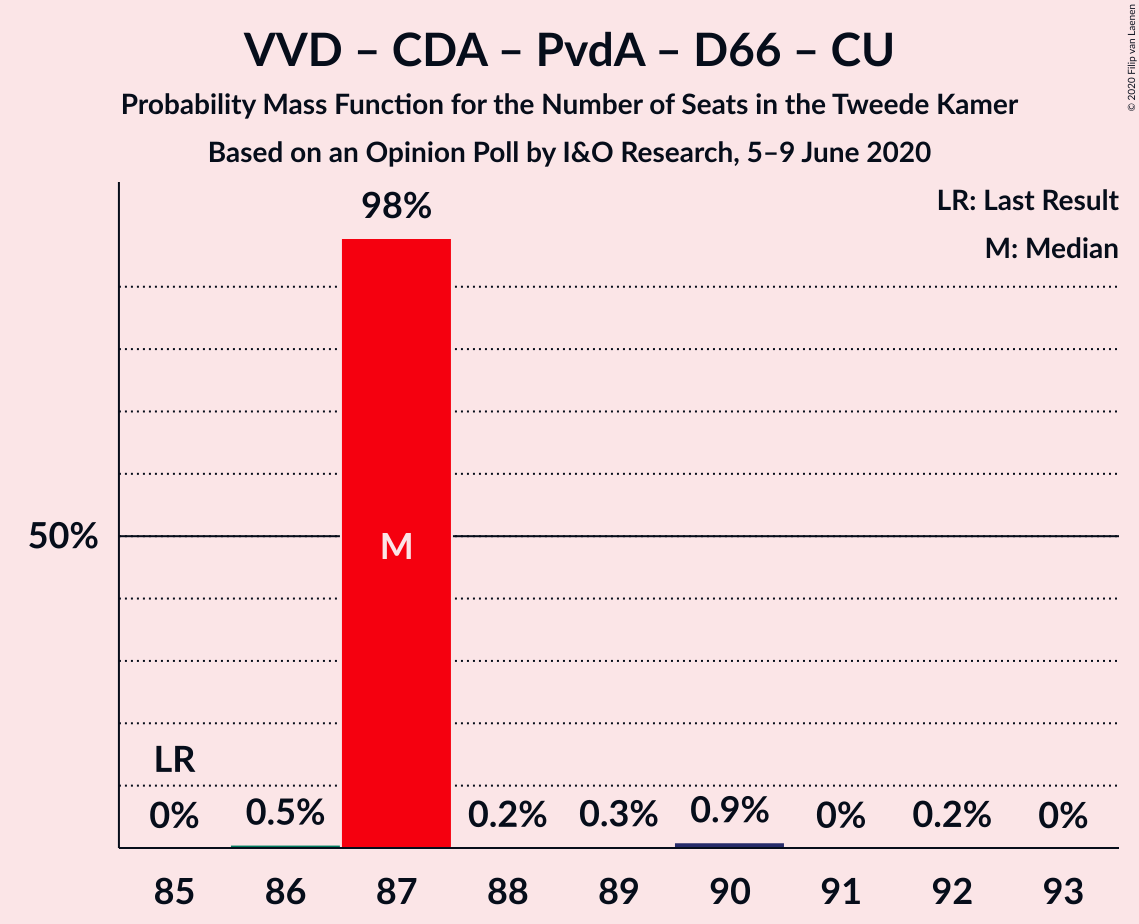 VVD – CDA – PvdA – D66 – CU
Probability Mass Function for the Number of Seats in the Tweede Kamer
Based on an Opinion Poll by I&O Research, 5–9 June 2020
© 2020 Filip van Laenen
LR: Last Result
M: Median
98%
50%
M
LR
0% 0.5% 0.2% 0.3% 0.9% 0% 0.2% 0%
85 86 87 88 89 90 91 92 93